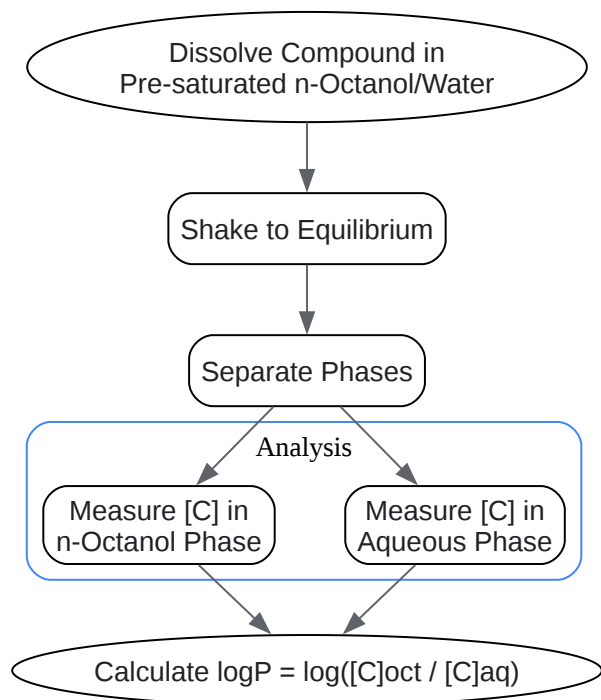 Dissolve Compound in
Pre-saturated n-Octanol/Water
Shake to Equilibrium
Separate Phases
Analysis
Measure [C] in
n-Octanol Phase
Measure [C] in
Aqueous Phase
Calculate logP = log([C]oct / [C]aq)